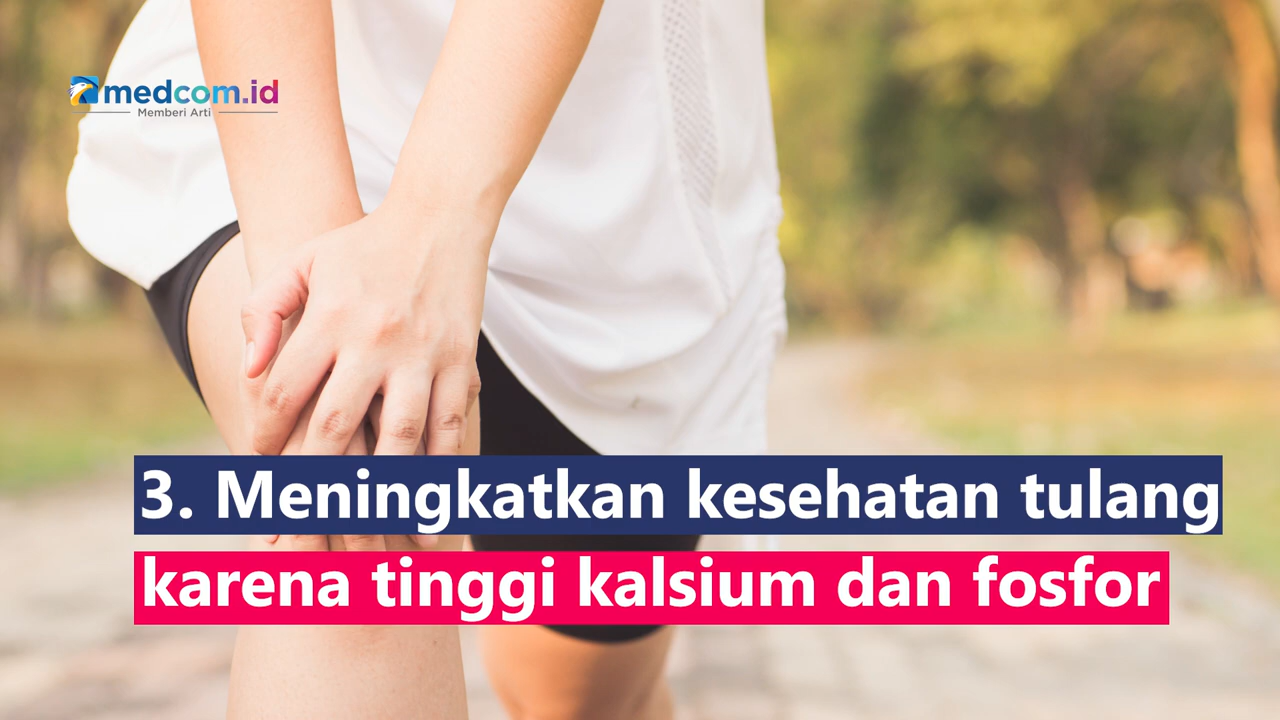 medcom.id
Memberi Arti
3. Meningkatkan kesehatan tulang
karena tinggi kalsium dan fosfor